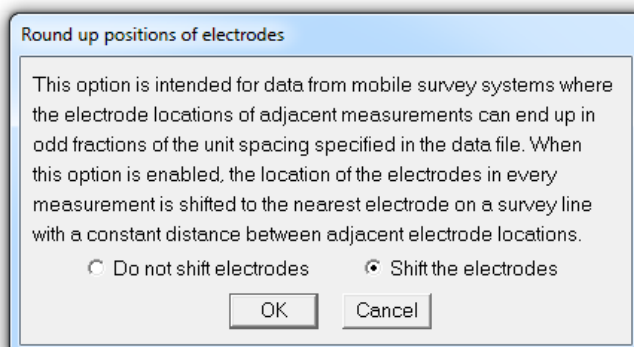 Round up positions of electrodes
This option is intended for data from mobile survey systems where
the electrode locations of adjacent measurements can end up in
odd fractions of the unit spacing specified in the data file. When
this option is enabled, the location of the electrodes in every
measurement is shifted to the nearest electrode on a survey line
with a constant distance between adjacent electrode locations.
Do not shift electrodes Shift the electrodes
OK Cancel